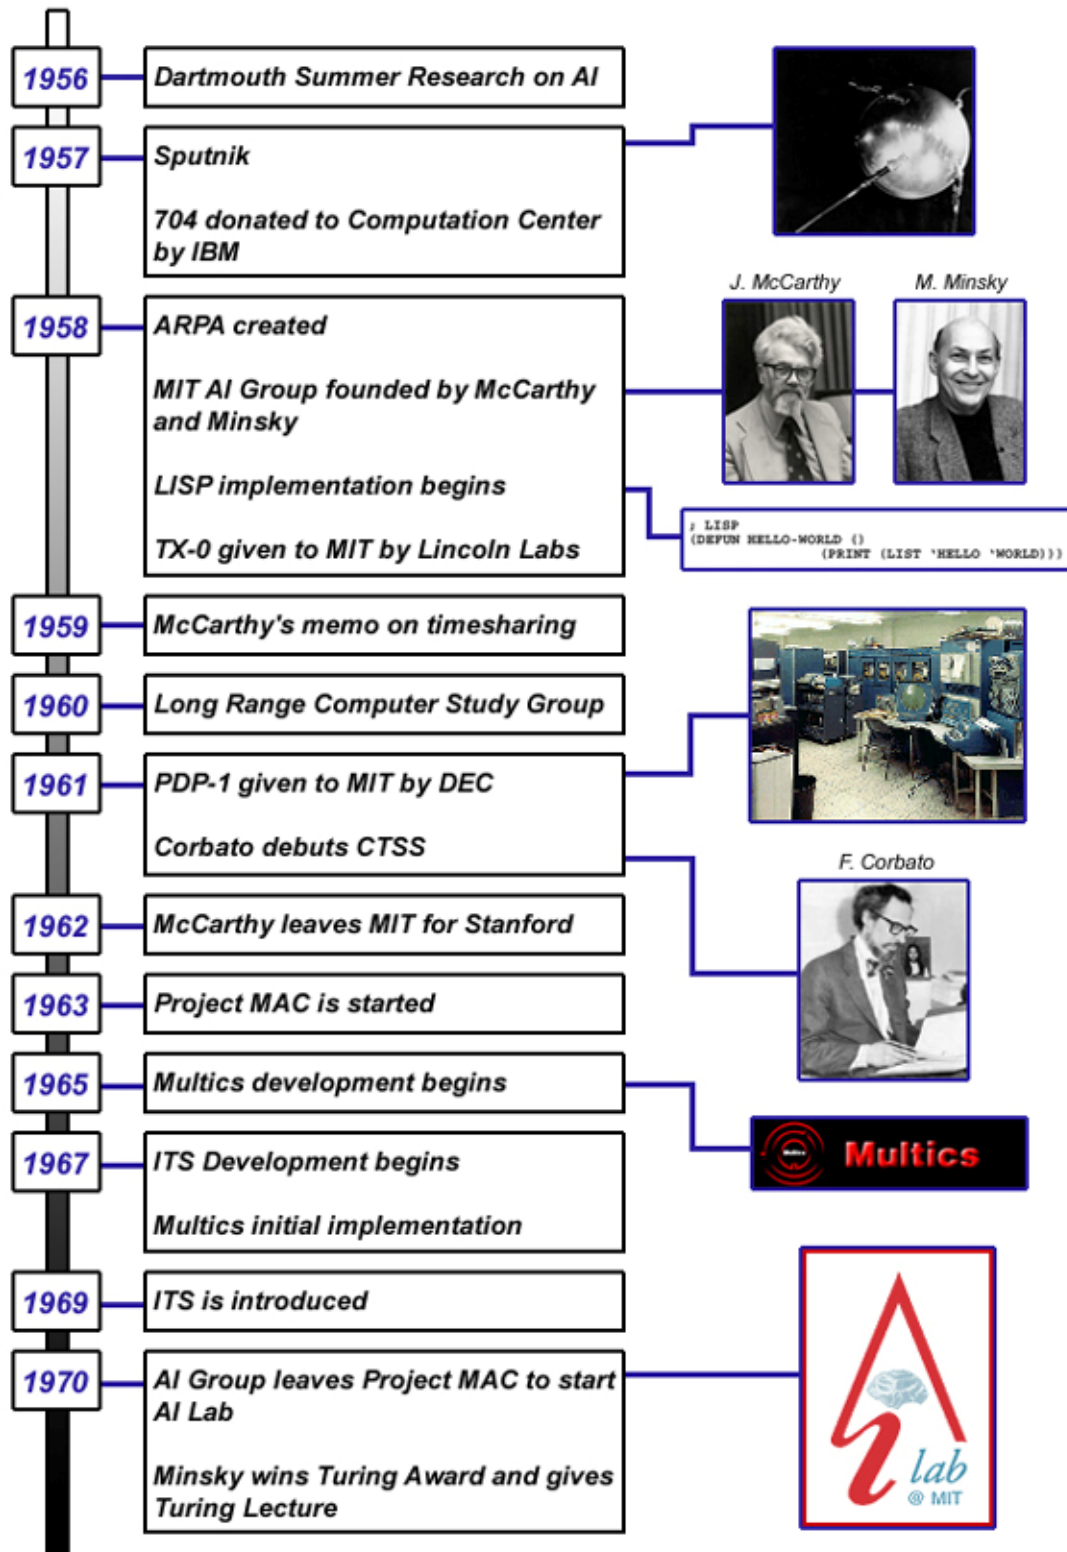 1956
Dartmouth Summer Research on AI
1957
Sputnik
704 donated to Computation Center
by IBM
J. McCarthy
M. Minsky
1958
ARPA created
MIT AI Group founded by McCarthy
and Minsky
LISP implementation begins
TX-0 given to MIT by Lincoln Labs
; LISP
(DEFUN HELLO-WORLD ()
(PRINT (LIST 'HELLO 'WORLD)))
1959
McCarthy's memo on timesharing
1960
Long Range Computer Study Group
1961
PDP-1 given to MIT by DEC
Corbato debuts CTSS
F. Corbato
1962
McCarthy leaves MIT for Stanford
1963
Project MAC is started
1965
Multics development begins
Multics
Multics
1967
ITS Development begins
Multics initial implementation
1969
ITS is introduced
1970
AI Group leaves Project MAC to start
AI Lab
Minsky wins Turing Award and gives
Turing Lecture
Ai
lab
@ MIT